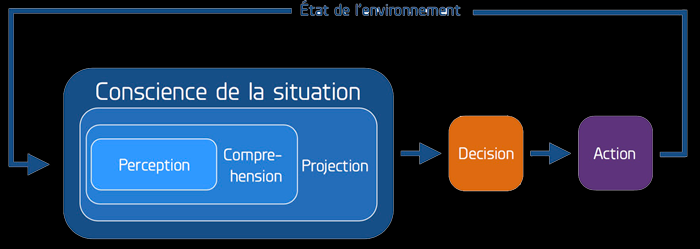 État de l'environnement
Conscience de la situation
Perception
Compre-
hension
Projection
Decision
Action